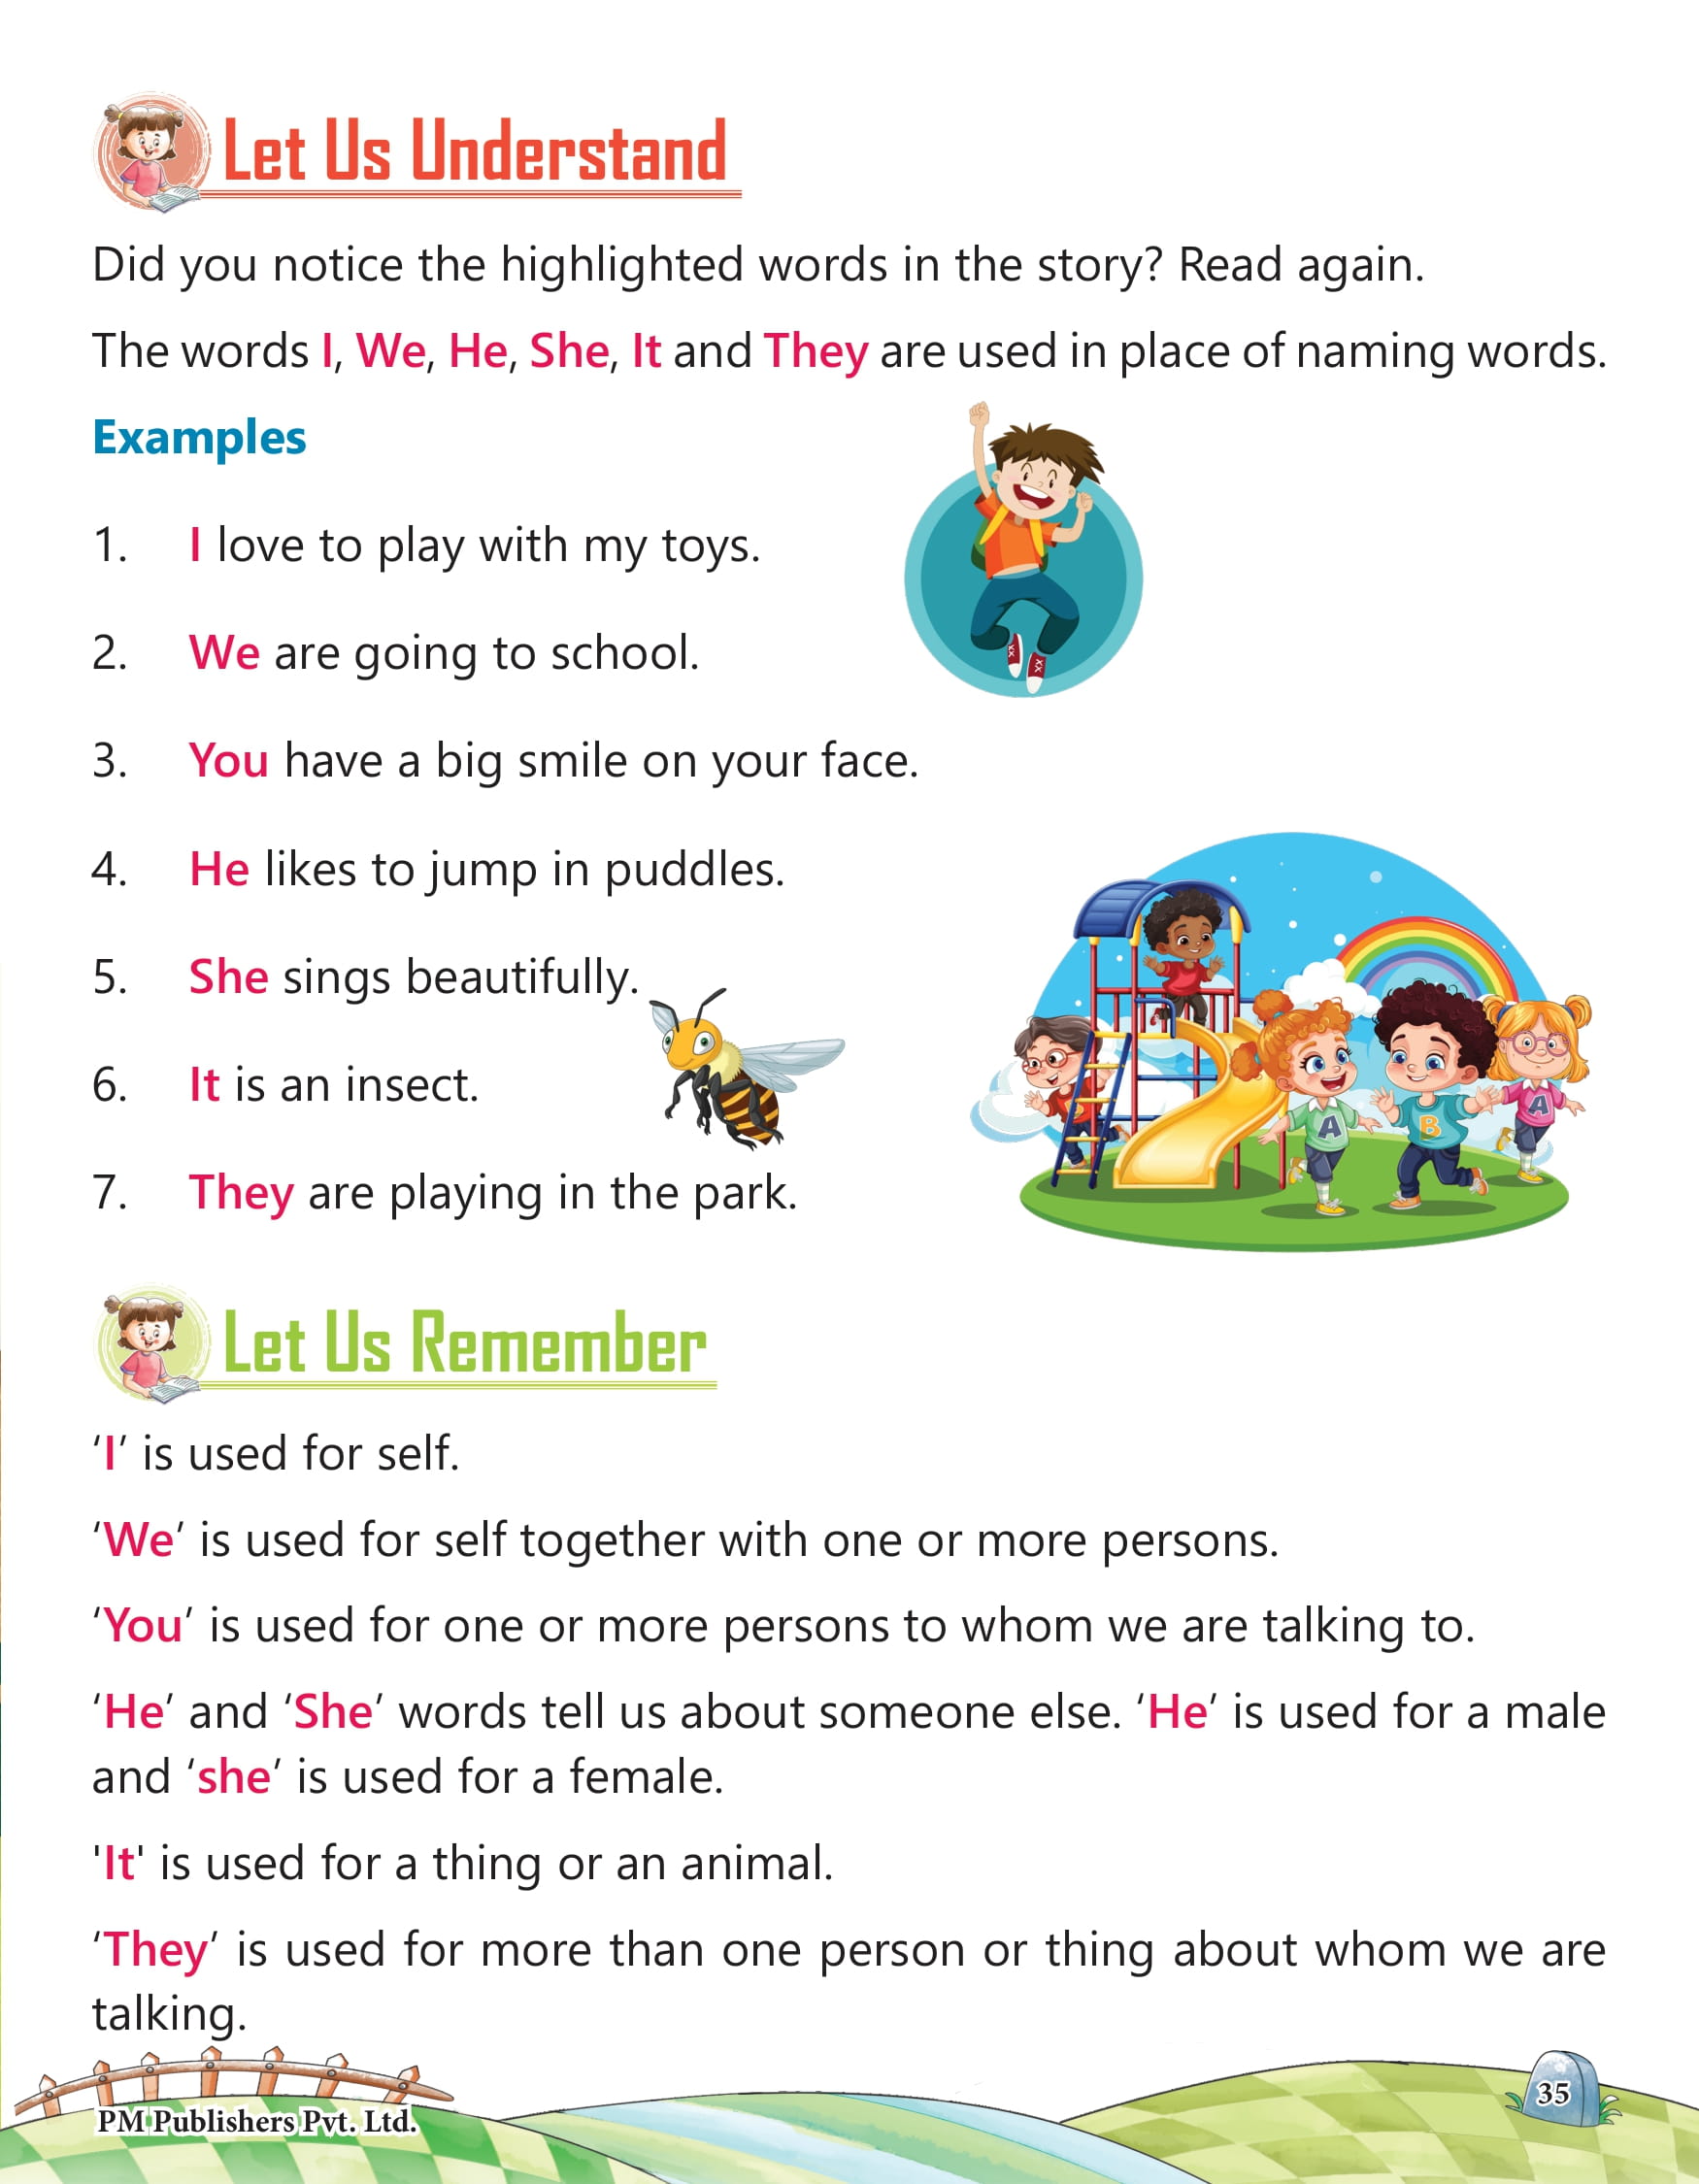 Let Us Understand
Did you notice the highlighted words in the story? Read again.
The words I, We, He, She, It and They are used in place of naming words.
Examples
1. I love to play with my toys.
2. We are going to school.
3. You have a big smile on your face.
4. He likes to jump in puddles.
5. She sings beautifully.
6. It is an insect.
7. They are playing in the park.
A
B
A
Let Us Remember
‘I’ is used for self.
‘We’ is used for self together with one or more persons.
‘You’ is used for one or more persons to whom we are talking to.
‘He’ and ‘She’ words tell us about someone else. ‘He’ is used for a male
and ‘she’ is used for a female.
'It' is used for a thing or an animal.
‘They’ is used for more than one person or thing about whom we are
talking.
PM Publishers Pvt. Ltd.
35